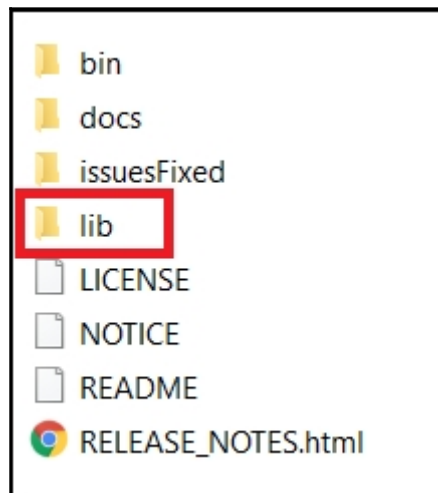 bin
docs
issuesFixed
lib
LICENSE
NOTICE
README
RELEASE_NOTES.html